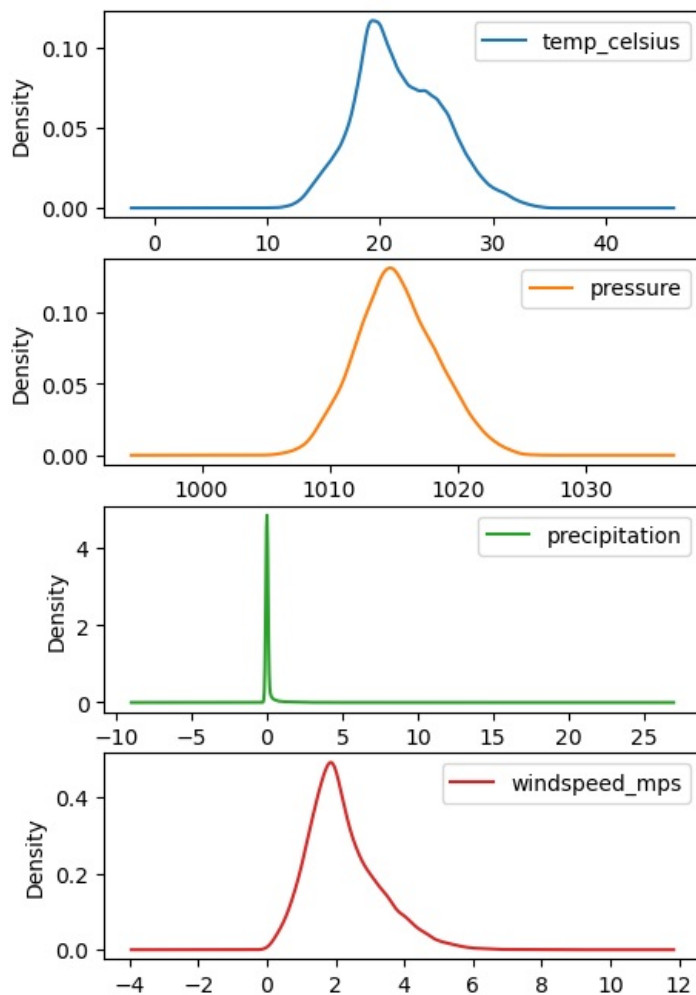 temp_celsius
Density
0.10
0.05
0.00
0 10 20 30 40
pressure
Density
0.10
0.05
0.00
1000 1010 1020 1030
precipitation
Density
4
2
0
−10 −5 0 5 10 15 20 25
windspeed_mps
Density
0.4
0.2
0.0
−4 −2 0 2 4 6 8 10 12